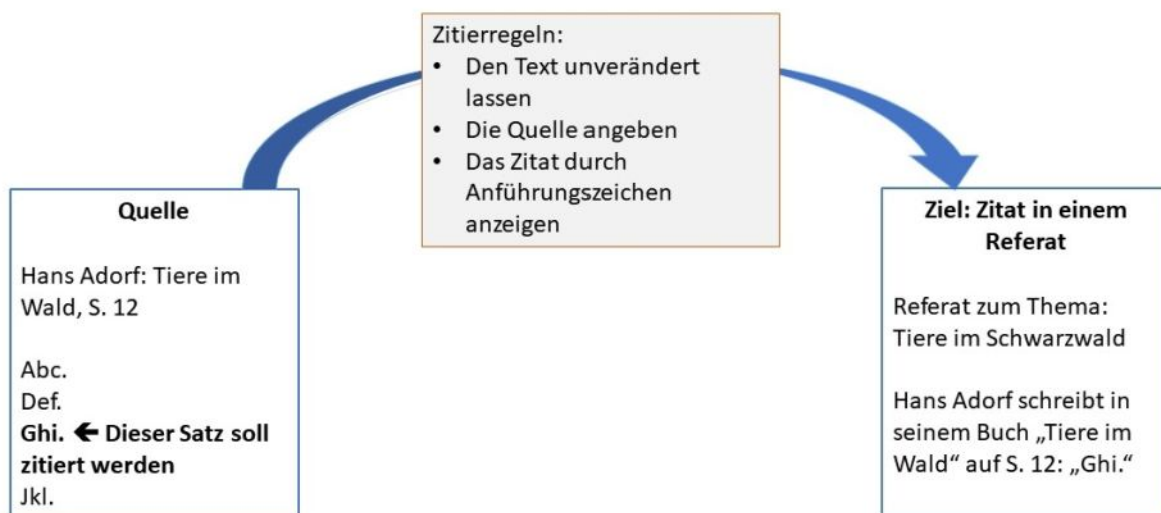 Zitierregeln:
• Den Text unverändert
lassen
• Die Quelle angeben
• Das Zitat durch
Anführungszeichen
anzeigen
Quelle
Hans Adorf: Tiere im
Wald, S. 12
Abc.
Def.
Ghi. 🡸 Dieser Satz soll
zitiert werden
Jkl.
Ziel: Zitat in einem
Referat
Referat zum Thema:
Tiere im Schwarzwald
Hans Adorf schreibt in
seinem Buch „Tiere im
Wald“ auf S. 12: „Ghi.“